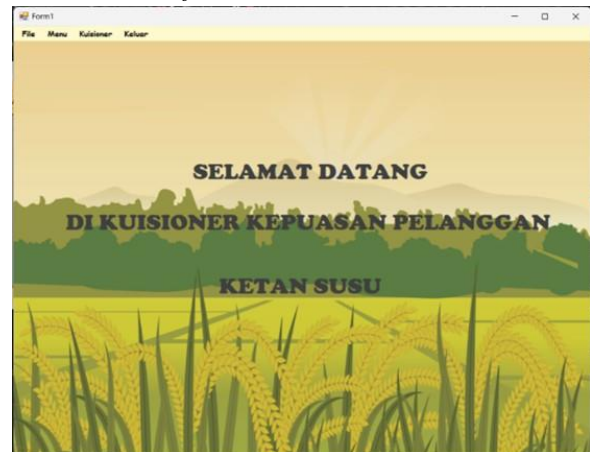 Form1
File Menu Kuisioner Keluar
SELAMAT DATANG
DI KUISIONER KEPUASAN PELANGGAN
KETAN SUSU